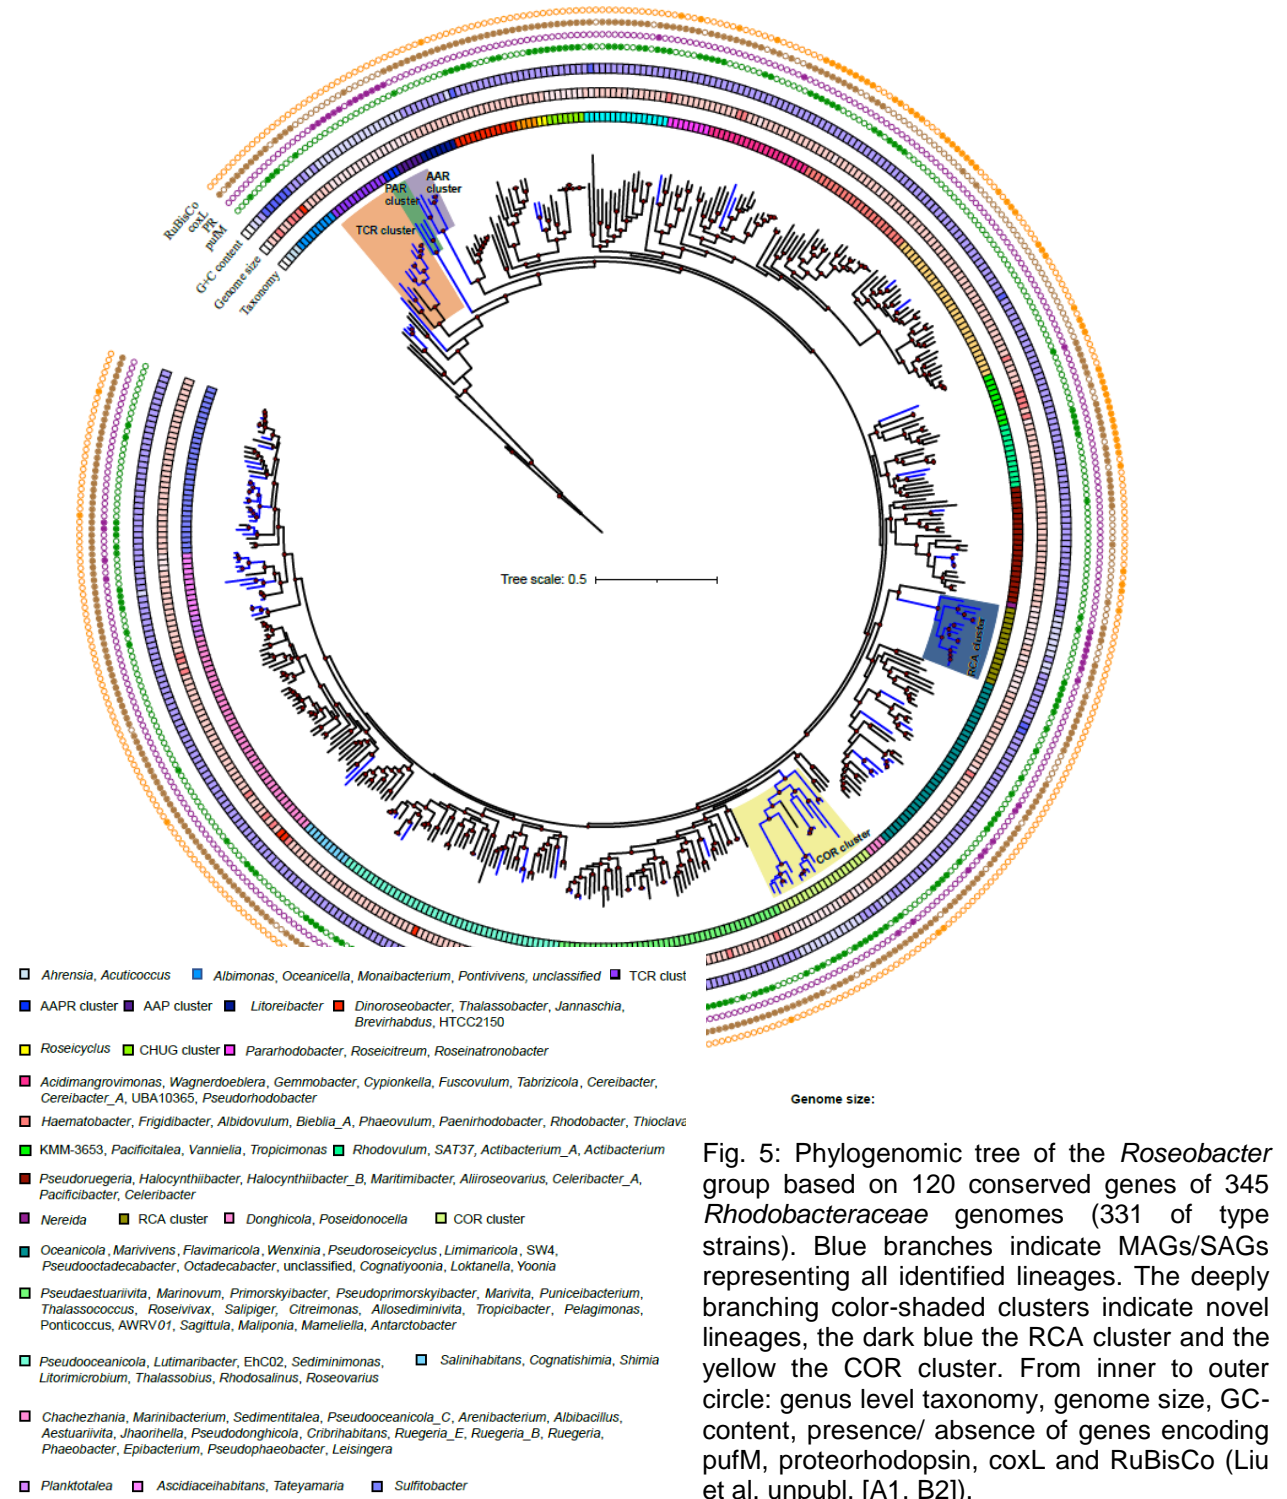 AAR
cluster
PAR
cluster
TCR cluster
RuBisCo
coxL
PR
pufM
G+C content
Genome size
Taxonomy
Tree scale: 0.5
RCA cluster
COR cluster
Ahrensia, Acuticoccus Albimonas, Oceanicella, Monaibacterium, Pontivivens, unclassified TCR clust
AAPR cluster AAP cluster Litoreibacter Dinoroseobacter, Thalassobacter, Jannaschia,
Brevirhabdus, HTCC2150
Roseicyclus CHUG cluster Pararhodobacter, Roseicitreum, Roseinatronobacter
Acidimangrovimonas, Wagnerdoeblera, Gemmobacter, Cypionkella, Fuscovulum, Tabrizicola, Cereibacter,
Cereibacter_A, UBA10365, Pseudorhodobacter
Haematobacter, Frigidibacter, Albidovulum, Bieblia_A, Phaeovulum, Paenirhodobacter, Rhodobacter, Thioclava
KMM-3653, Pacificitalea, Vannielia, Tropicimonas Rhodovulum, SAT37, Actibacterium_A, Actibacterium
Pseudoruegeria, Halocynthiibacter, Halocynthiibacter_B, Maritimibacter, Aliiroseovarius, Celeribacter_A,
Pacificibacter, Celeribacter
Nereida RCA cluster Donghicola, Poseidonocella COR cluster
Oceanicola, Marivivens, Flavimaricola, Wenxinia, Pseudoroseicyclus, Limimaricola, SW4,
Pseudooctadecabacter, Octadecabacter, unclassified, Cognatiyoonia, Loktanella, Yoonia
Pseudaestuariivita, Marinovum, Primorskyibacter, Pseudoprimorskyibacter, Marivita, Puniceibacterium,
Thalassococcus, Roseivivax, Salipiger, Citreimonas, Allosediminivita, Tropicibacter, Pelagimonas,
Ponticoccus, AWRV01, Sagittula, Maliponia, Mameliella, Antarctobacter
Pseudooceanicola, Lutimaribacter, EhC02, Sediminimonas, Salinihabitans, Cognatishimia, Shimia
Litorimicrobium, Thalassobius, Rhodosalinus, Roseovarius
Chachezhania, Marinibacterium, Sedimentitalea, Pseudooceanicola_C, Arenibacterium, Albibacillus,
Aestuariivita, Jhaorihella, Pseudodonghicola, Cribrihabitans, Ruegeria_E, Ruegeria_B, Ruegeria,
Phaeobacter, Epibacterium, Pseudophaeobacter, Leisingera
Planktotalea Ascidiaceihabitans, Tateyamaria Sulfitobacter
Genome size:
Fig. 5: Phylogenomic tree of the Roseobacter
group based on 120 conserved genes of 345
Rhodobacteraceae genomes (331 of type
strains). Blue branches indicate MAGs/SAGs
representing all identified lineages. The deeply
branching color-shaded clusters indicate novel
lineages, the dark blue the RCA cluster and the
yellow the COR cluster. From inner to outer
circle: genus level taxonomy, genome size, GC-
content, presence/ absence of genes encoding
pufM, proteorhodopsin, coxL and RuBisCo (Liu
et al. unpubl. [A1, B2]).